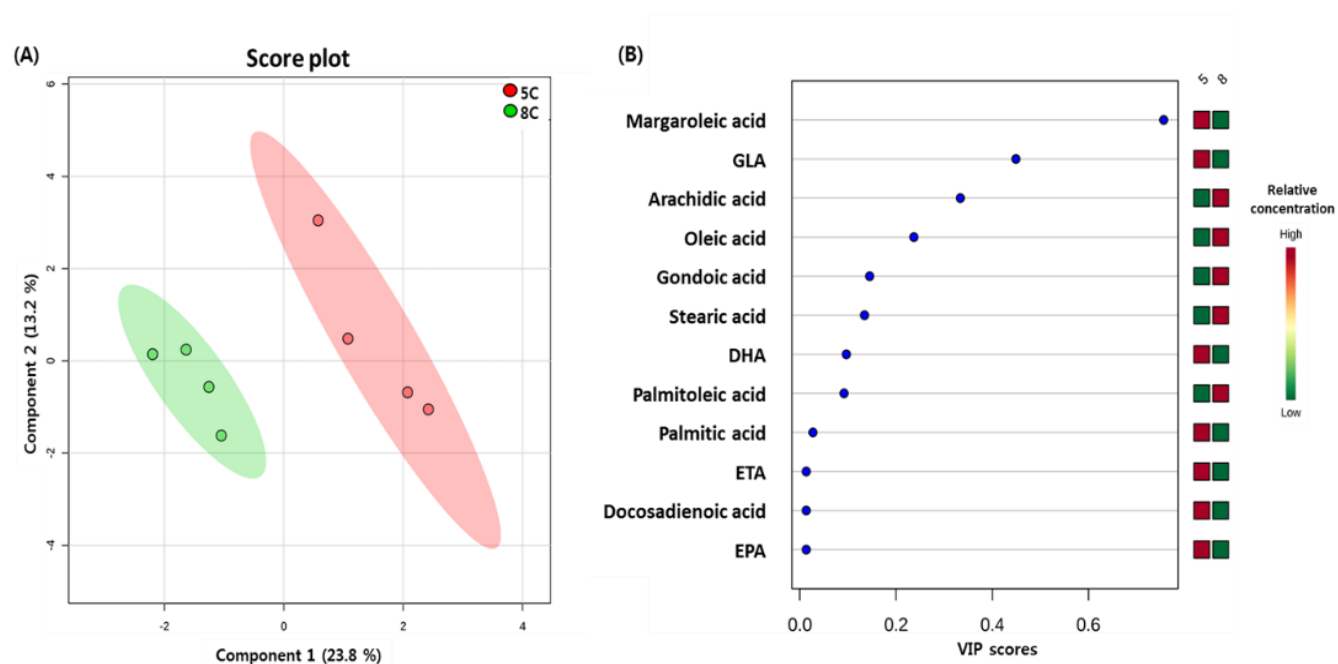 (A)
Score plot
5C
8C
6
4
2
0
-2
-4
Component 2 (13.2 %)
-2 0 2 4
Component 1 (23.8 %)
(B)
5 8
Margaroleic acid
GLA
Arachidic acid
Oleic acid
Gondoic acid
Stearic acid
DHA
Palmitoleic acid
Palmitic acid
ETA
Docosadienoic acid
EPA
0.0 0.2 0.4 0.6
VIP scores
Relative
concentration
High
Low